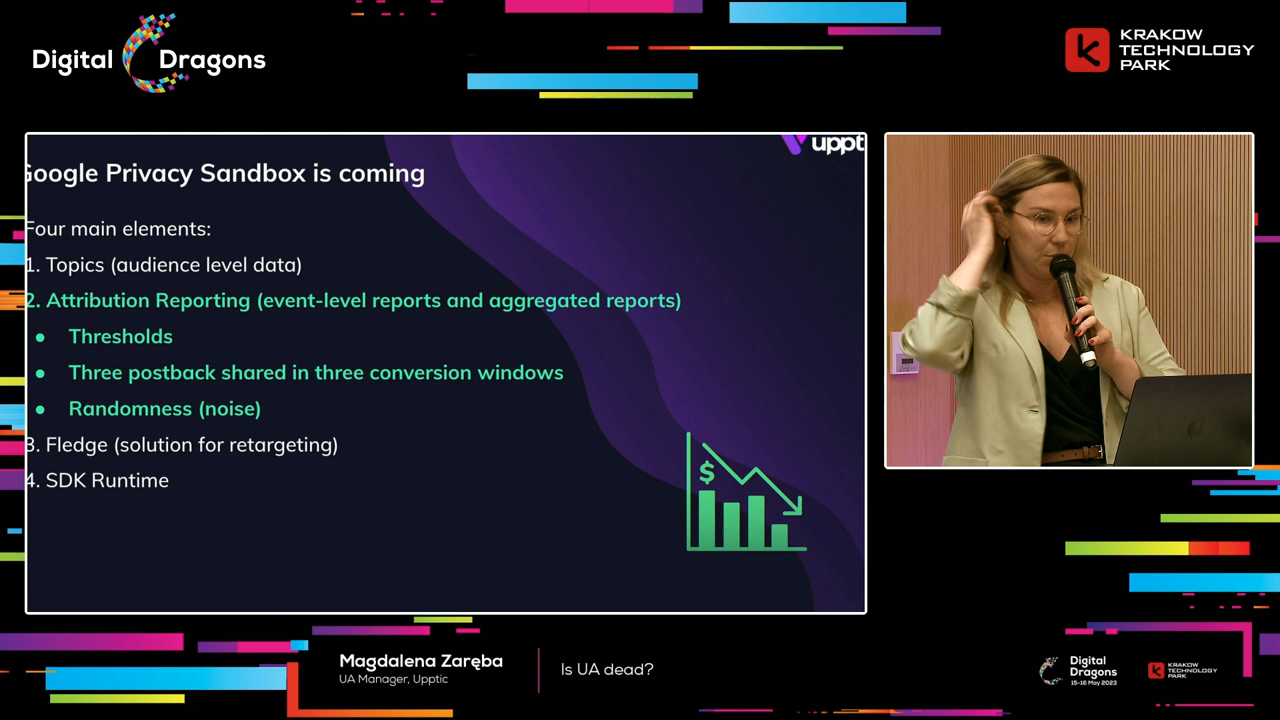 Digital Dragons
KRAKOW
TECHNOLOGY
PARK
uppt
Google Privacy Sandbox is coming
Four main elements:
1. Topics (audience level data)
2. Attribution Reporting (event-level reports and aggregated reports)
● Thresholds
● Three postback shared in three conversion windows
● Randomness (noise)
3. Fledge (solution for retargeting)
4. SDK Runtime
$
Magdalena Zaręba
UA Manager, Upptic
Is UA dead?
Digital
Dragons
15-16 May 2023
KRAKOW
TECHNOLOGY
PARK